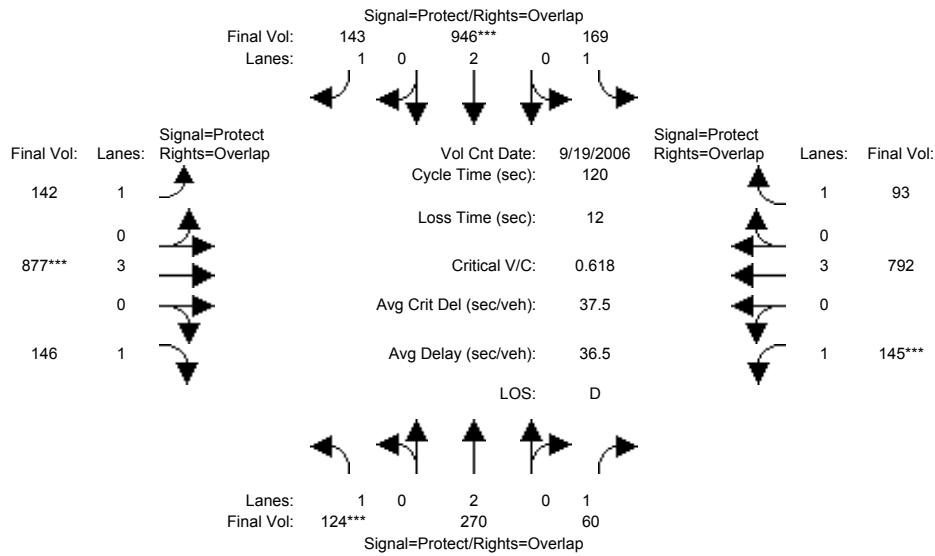 Signal=Protect/Rights=Overlap
Final Vol: 143 946*** 169
Lanes: 1 0 2 0 1
Signal=Protect
Final Vol: Lanes: Rights=Overlap
Vol Cnt Date: 9/19/2006
Signal=Protect
Rights=Overlap Lanes: Final Vol:
Cycle Time (sec): 120
142 1
1 93
Loss Time (sec): 12
0
0
877*** 3
Critical V/C: 0.618
3 792
0
Avg Crit Del (sec/veh): 37.5
0
146 1
Avg Delay (sec/veh): 36.5
1 145***
LOS: D
Lanes: 1 0 2 0 1
Final Vol: 124*** 270 60
Signal=Protect/Rights=Overlap